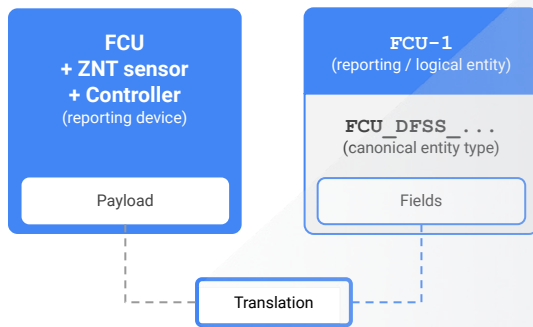 FCU
+ ZNT sensor
+ Controller
(reporting device)
Payload
FCU-1
(reporting / logical entity)
FCU_DFSS_...
(canonical entity type)
Fields
Translation